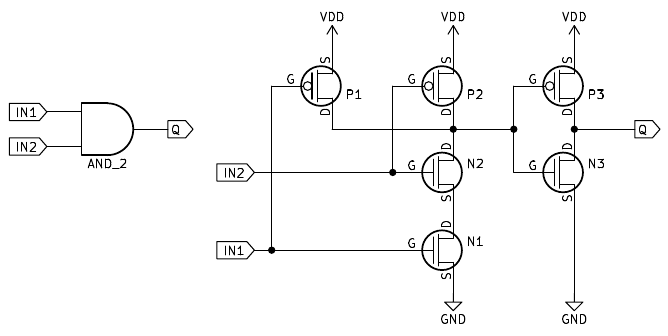 VDD VDD VDD
S S S
G P1 G P2 G P3
D D D
IN1
IN2
Q
AND_2
Q
D D
IN2 G N2 G N3
S S
D
IN1 G N1
S
GND GND